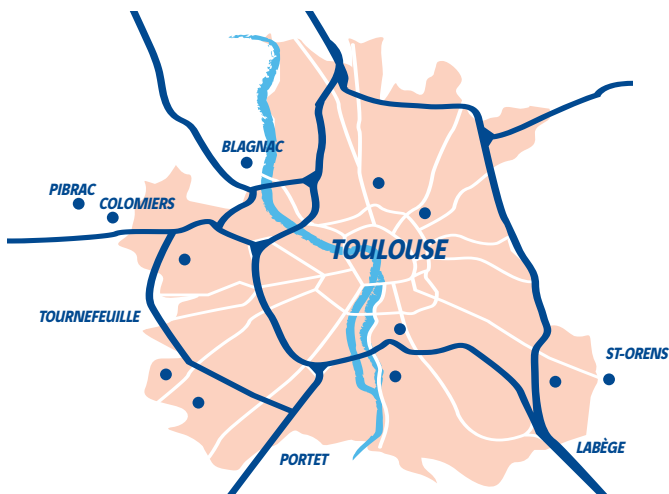 BLAGNAC
PIBRAC
COLOMIERS
TOULOUSE
TOURNEFEUILLE
ST-ORENS
LABÈGE
PORTET